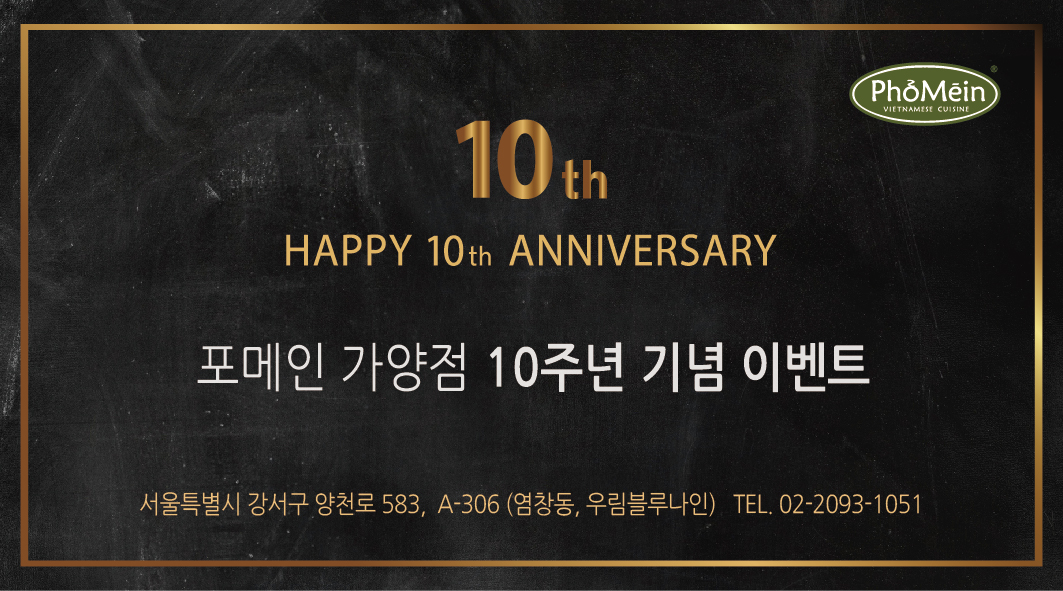 PhởMēin®
VIETNAMESE CUISINE
10th
HAPPY 10th ANNIVERSARY
포메인 가양점 10주년 기념 이벤트
서울특별시 강서구 양천로 583, A-306 (염창동, 우림블루나인) TEL. 02-2093-1051